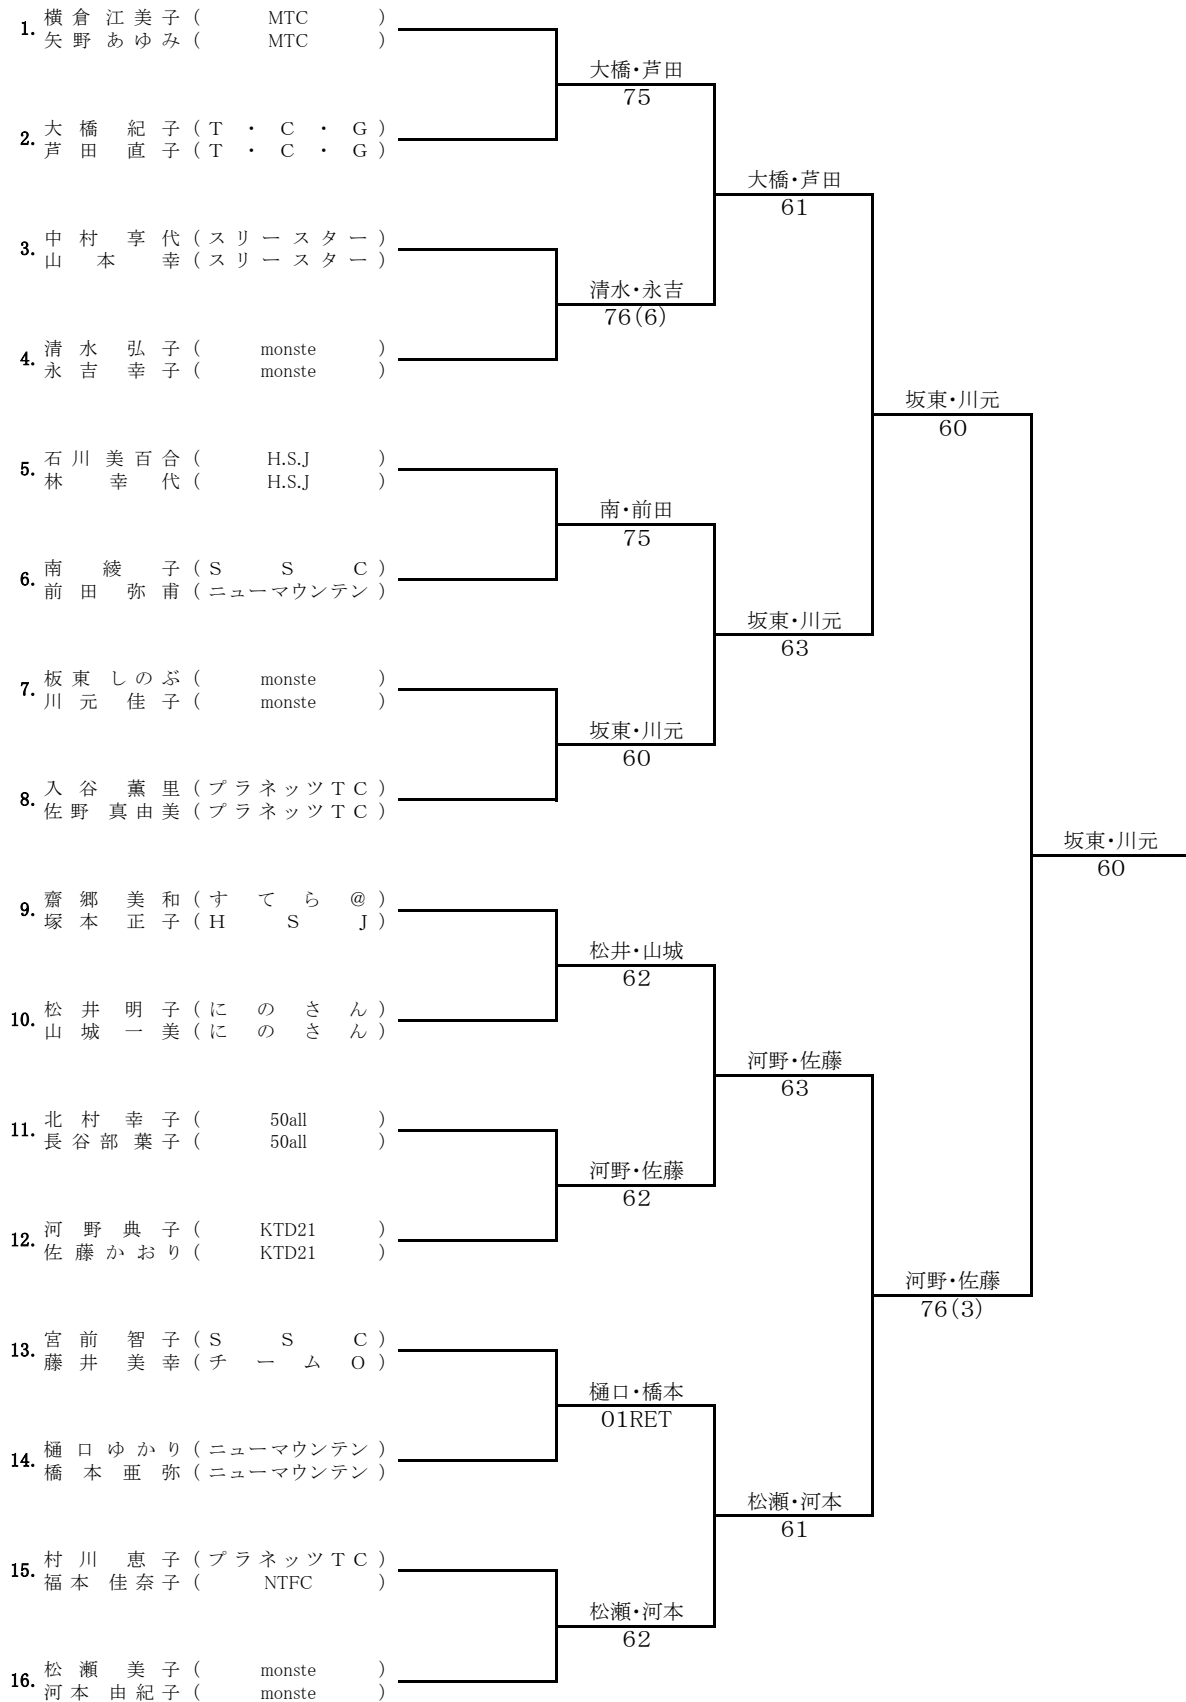 1. 横倉江美子 ( MTC )
矢野あゆみ ( MTC )
大橋・芦田
75
2. 大橋 紀子 ( T・C・G )
芦田 直子 ( T・C・G )
大橋・芦田
61
3. 中村 享代 ( スリースター )
山本 幸 ( スリースター )
清水・永吉
76(6)
4. 清水 弘子 ( monste )
永吉 幸子 ( monste )
坂東・川元
60
5. 石川美百合 ( H.S.J )
林 幸代 ( H.S.J )
南・前田
75
6. 南 綾子 ( S S C )
前田 弥甫 ( ニューマウンテン )
坂東・川元
63
7. 板東しのぶ ( monste )
川元 佳子 ( monste )
坂東・川元
60
8. 入谷 薫里 ( プラネッツTC )
佐野真由美 ( プラネッツTC )
坂東・川元
60
9. 齋郷 美和 ( すてら@ )
塚本 正子 ( H S J )
松井・山城
62
10. 松井 明子 ( にのさん )
山城 一美 ( にのさん )
河野・佐藤
63
11. 北村 幸子 ( 50all )
長谷部葉子 ( 50all )
河野・佐藤
62
12. 河野 典子 ( KTD21 )
佐藤かおり ( KTD21 )
河野・佐藤
76(3)
13. 宮前 智子 ( S S C )
藤井 美幸 ( チームO )
樋口・橋本
01RET
14. 樋口ゆかり ( ニューマウンテン )
橋本 亜弥 ( ニューマウンテン )
松瀬・河本
61
15. 村川 恵子 ( プラネッツTC )
福本佳奈子 ( NTFC )
松瀬・河本
62
16. 松瀬 美子 ( monste )
河本由紀子 ( monste )